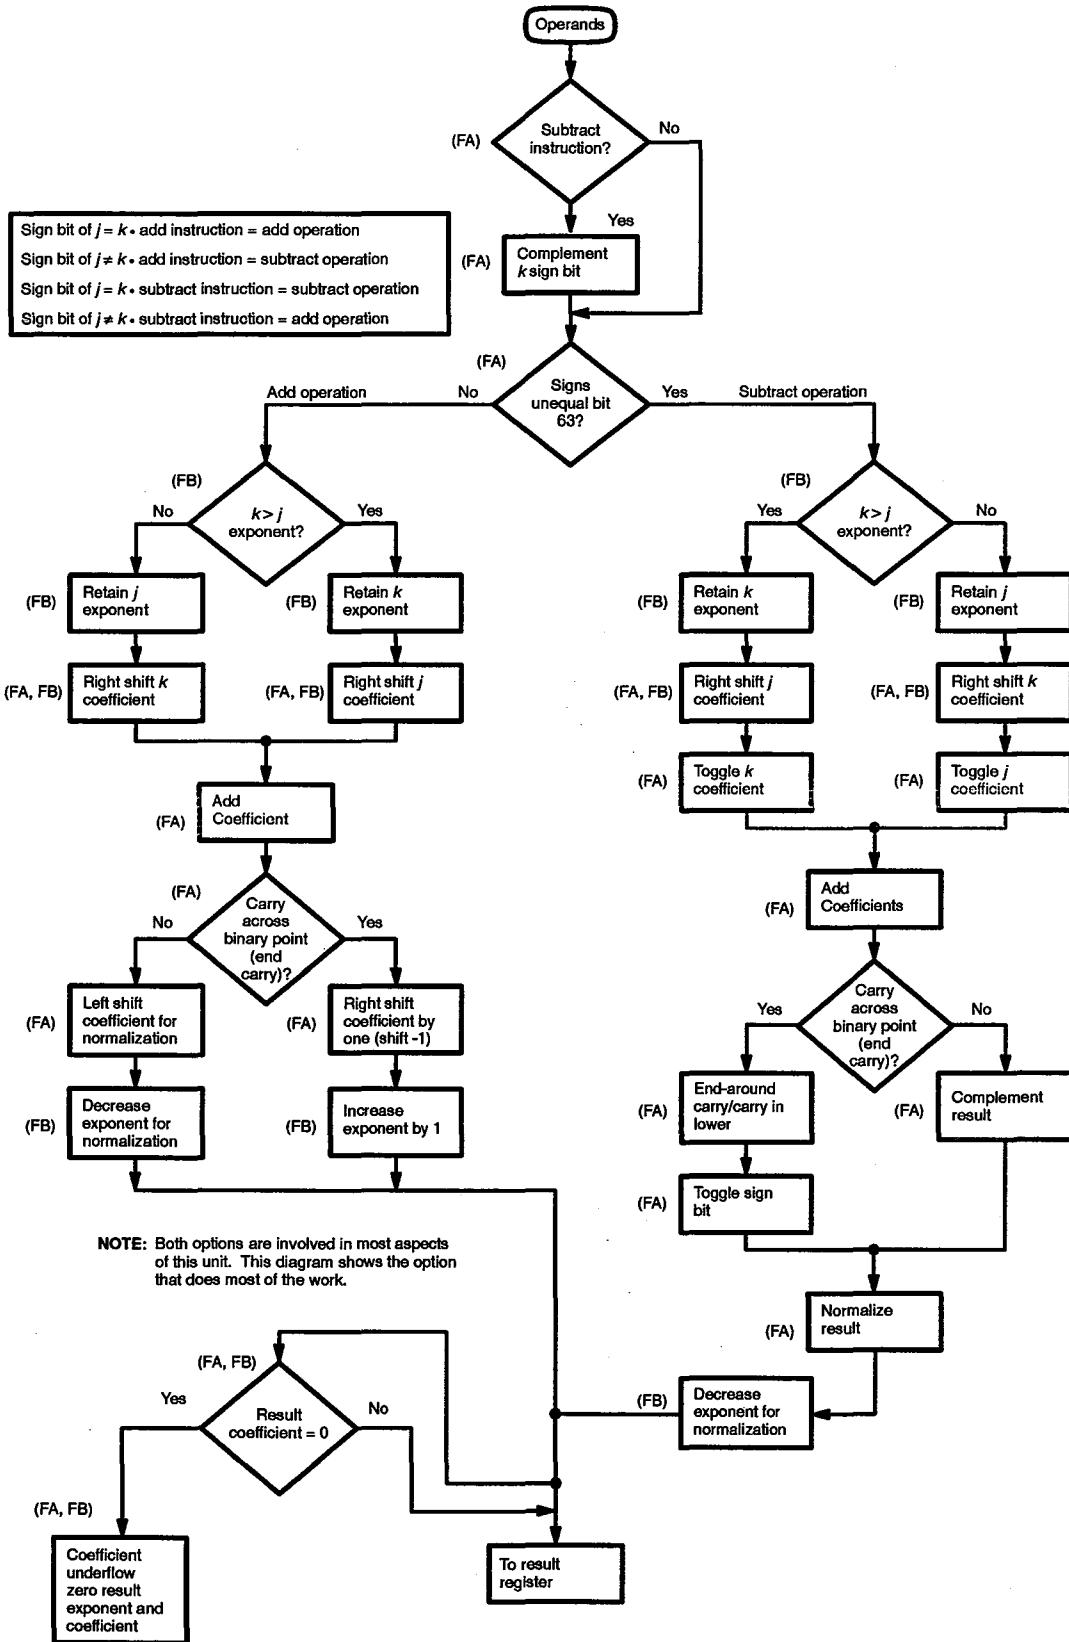 Operands
(FA)
Subtract
instruction?
No
Yes
Sign bit of j = k • add instruction = add operation
Sign bit of j ≠ k • add instruction = subtract operation
Sign bit of j = k • subtract instruction = subtract operation
Sign bit of j ≠ k • subtract instruction = add operation
(FA)
Complement
k sign bit
(FA)
Signs
unequal bit
63?
Add operation
No
Yes
Subtract operation
(FB)
k > j
exponent?
No
Yes
(FB)
k > j
exponent?
Yes
No
(FB)
Retain j
exponent
(FB)
Retain k
exponent
(FB)
Retain k
exponent
(FB)
Retain j
exponent
(FA, FB)
Right shift k
coefficient
(FA, FB)
Right shift j
coefficient
(FA, FB)
Right shift j
coefficient
(FA, FB)
Right shift k
coefficient
(FA)
Toggle k
coefficient
(FA)
Toggle j
coefficient
(FA)
Add
Coefficient
(FA)
Add
Coefficients
(FA)
Carry
across
binary point
(end
carry)?
No
Yes
Carry
across
binary point
(end
carry)?
Yes
No
(FA)
Left shift
coefficient for
normalization
(FA)
Right shift
coefficient by
one (shift -1)
(FB)
Decrease
exponent for
normalization
(FB)
Increase
exponent by 1
(FA)
End-around
carry/carry in
lower
(FA)
Complement
result
(FA)
Toggle sign
bit
NOTE: Both options are involved in most aspects
of this unit. This diagram shows the option
that does most of the work.
(FA)
Normalize
result
(FB)
Decrease
exponent for
normalization
(FA, FB)
Result
coefficient = 0
Yes
No
(FA, FB)
Coefficient
underflow
zero result
exponent and
coefficient
To result
register